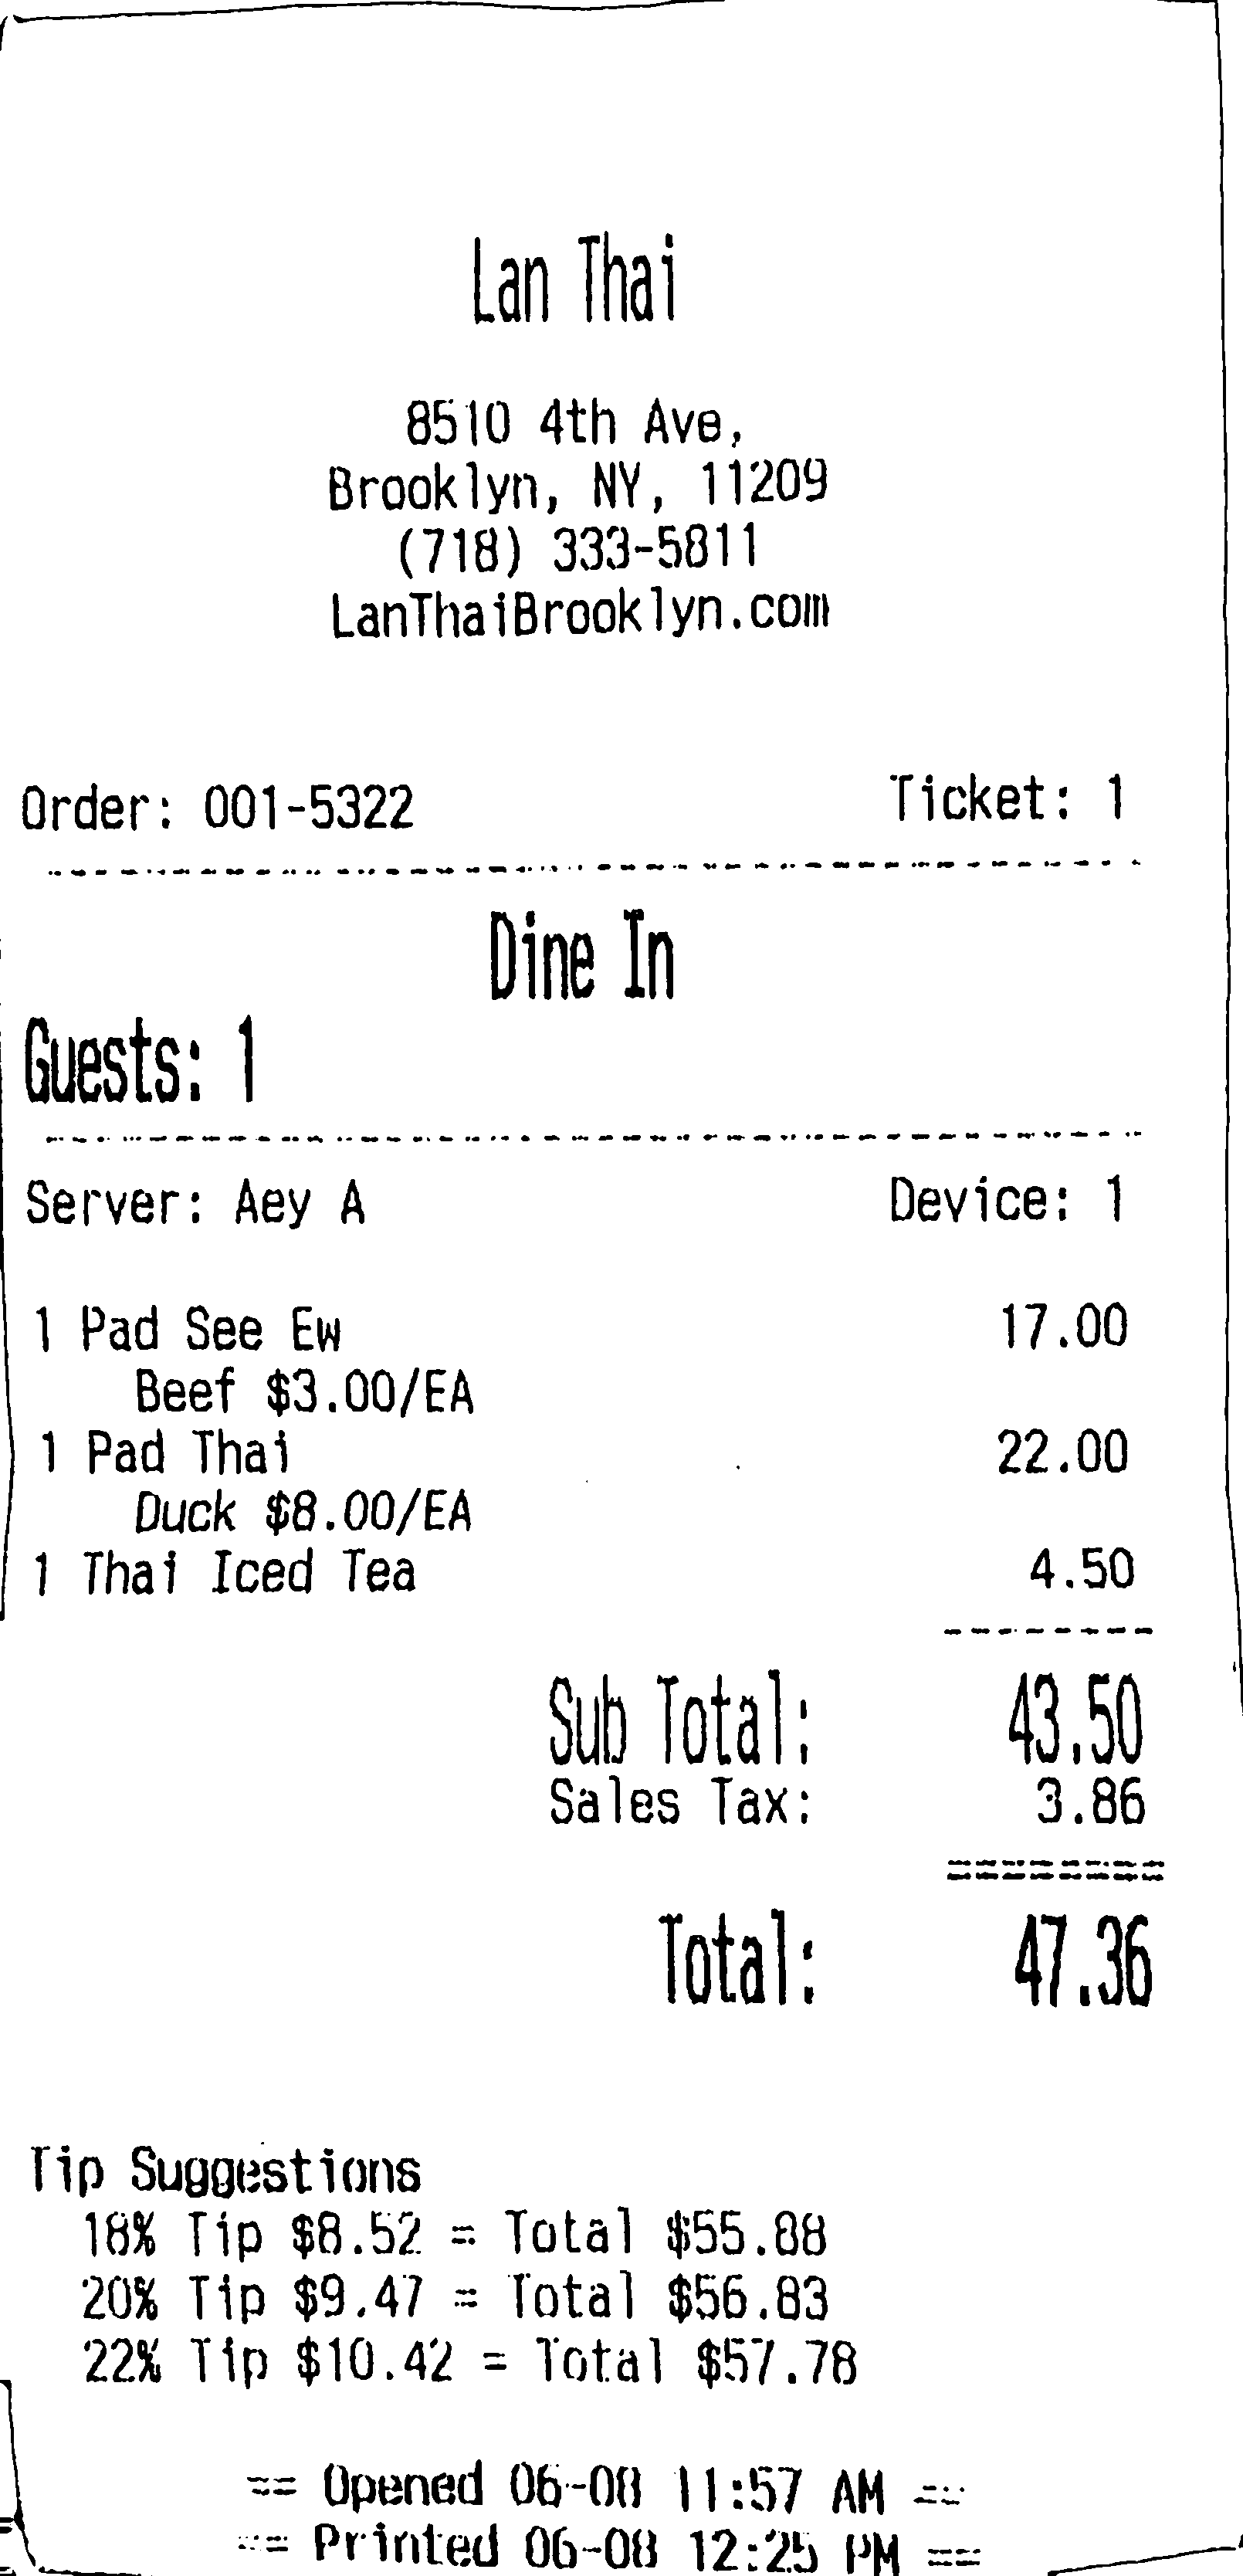 Lan Thai
8510 4th Ave,
Brooklyn, NY, 11209
(718) 333-5811
LanThaiBrooklyn.com
Order: 001-5322 Ticket: 1
Dine In
Guests: 1
Server: Aey A Device: 1
1 Pad See Ew 17.00
Beef $3.00/EA
1 Pad Thai 22.00
Duck $8.00/EA
1 Thai Iced Tea 4.50
--------
Sub Total: 43.50
Sales Tax: 3.86
========
Total: 47.36
Tip Suggestions
18% Tip $8.52 = Total $55.88
20% Tip $9.47 = Total $56.83
22% Tip $10.42 = Total $57.78
== Opened 06-08 11:57 AM ==
== Printed 06-08 12:25 PM ==